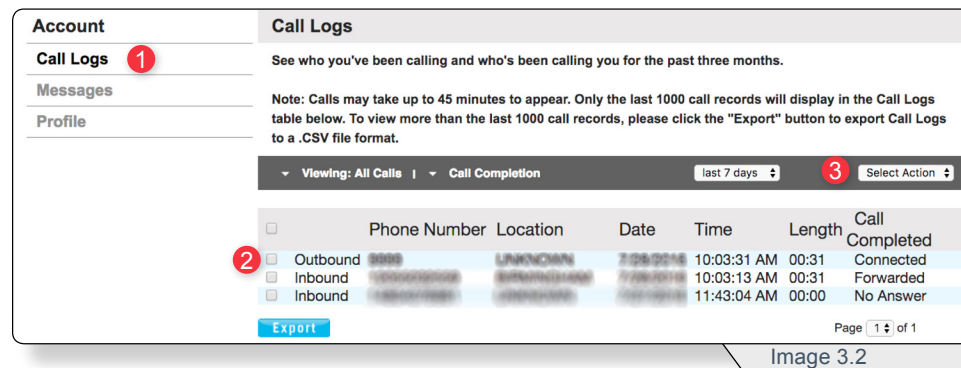 Account
Call Logs 1
Messages
Profile
Call Logs
See who you've been calling and who's been calling you for the past three months.
Note: Calls may take up to 45 minutes to appear. Only the last 1000 call records will display in the Call Logs
table below. To view more than the last 1000 call records, please click the "Export" button to export Call Logs
to a .CSV file format.
Viewing: All Calls | Call Completion last 7 days 3 Select Action
Phone Number Location Date Time Length Call Completed
2 Outbound 10:03:31 AM 00:31 Connected
Inbound 10:03:13 AM 00:31 Forwarded
Inbound 11:43:04 AM 00:00 No Answer
Export Page 1 of 1
Image 3.2